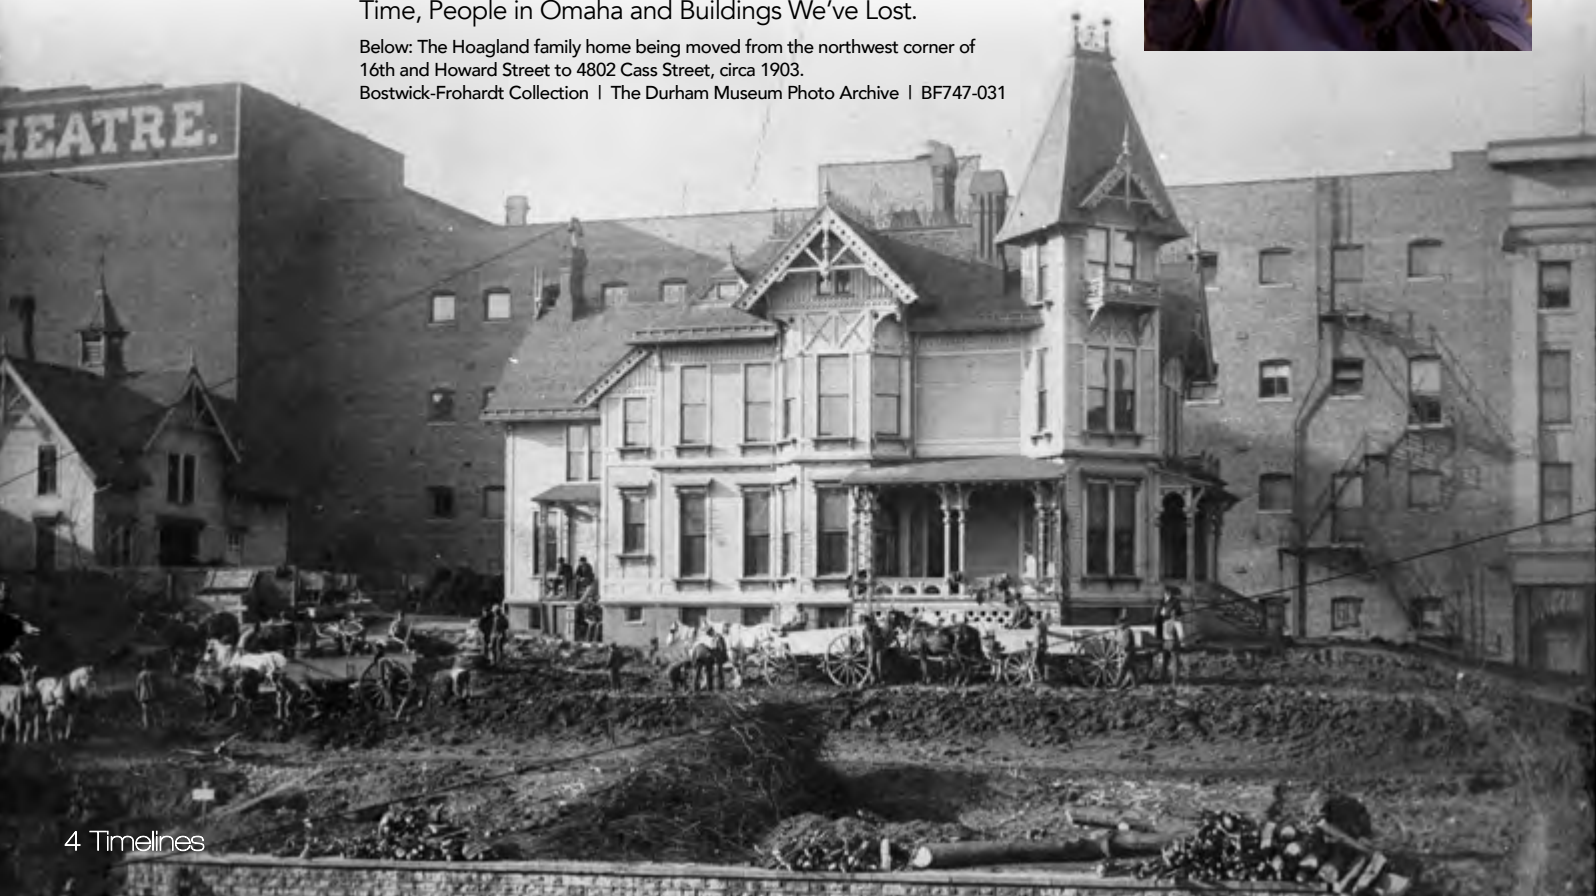 Time, People in Omaha and Buildings We've Lost.
Below: The Hoagland family home being moved from the northwest corner of
16th and Howard Street to 4802 Cass Street, circa 1903.
Bostwick-Frohardt Collection | The Durham Museum Photo Archive | BF747-031
HEATRE.
4 Timelines